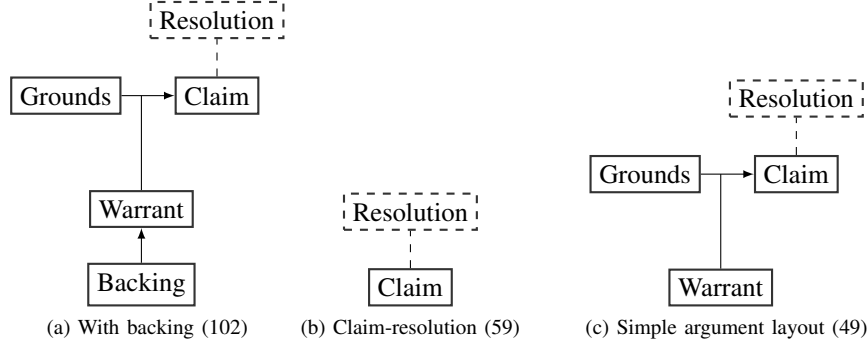 Resolution
Grounds
Claim
Warrant
Backing
(a) With backing (102)
Resolution
Claim
(b) Claim-resolution (59)
Resolution
Grounds
Claim
Warrant
(c) Simple argument layout (49)